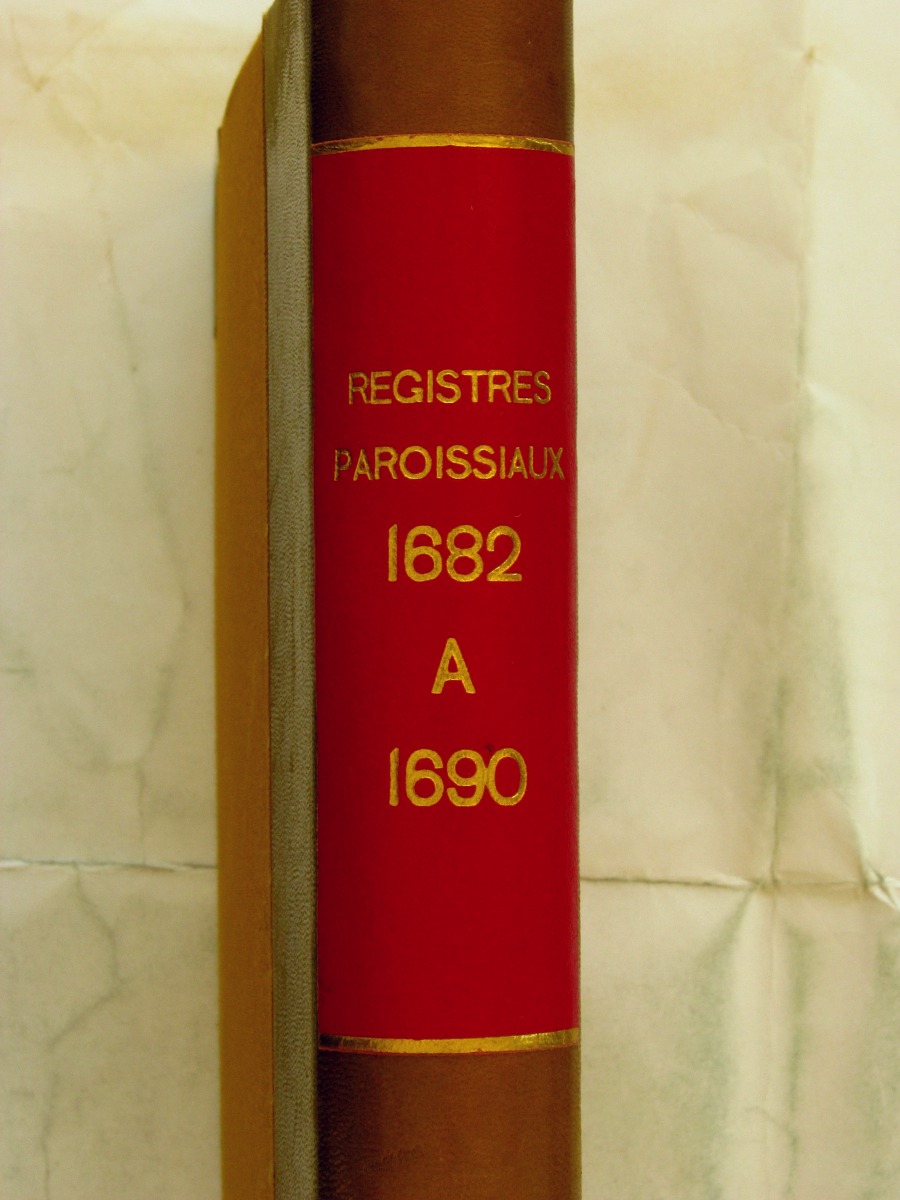 REGISTRES
PAROISSIAUX
1682
A
1690